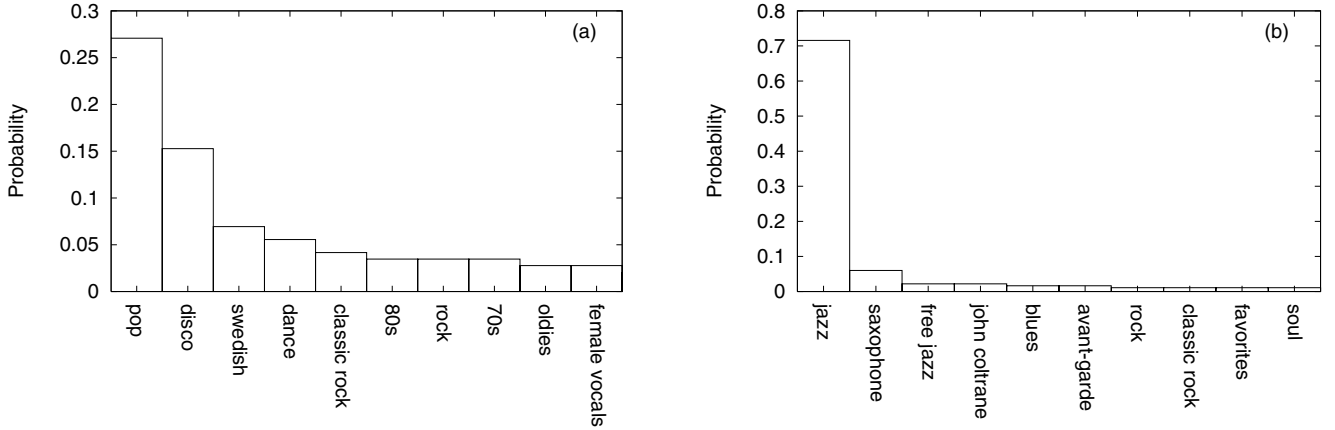 0.3
0.25
0.2
0.15
0.1
0.05
0
Probability
(a)
pop
disco
swedish
dance
classic rock
80s
rock
70s
oldies
female vocals
0.8
0.7
0.6
0.5
0.4
0.3
0.2
0.1
0
Probability
(b)
jazz
saxophone
free jazz
john coltrane
blues
avant-garde
rock
classic rock
favorites
soul